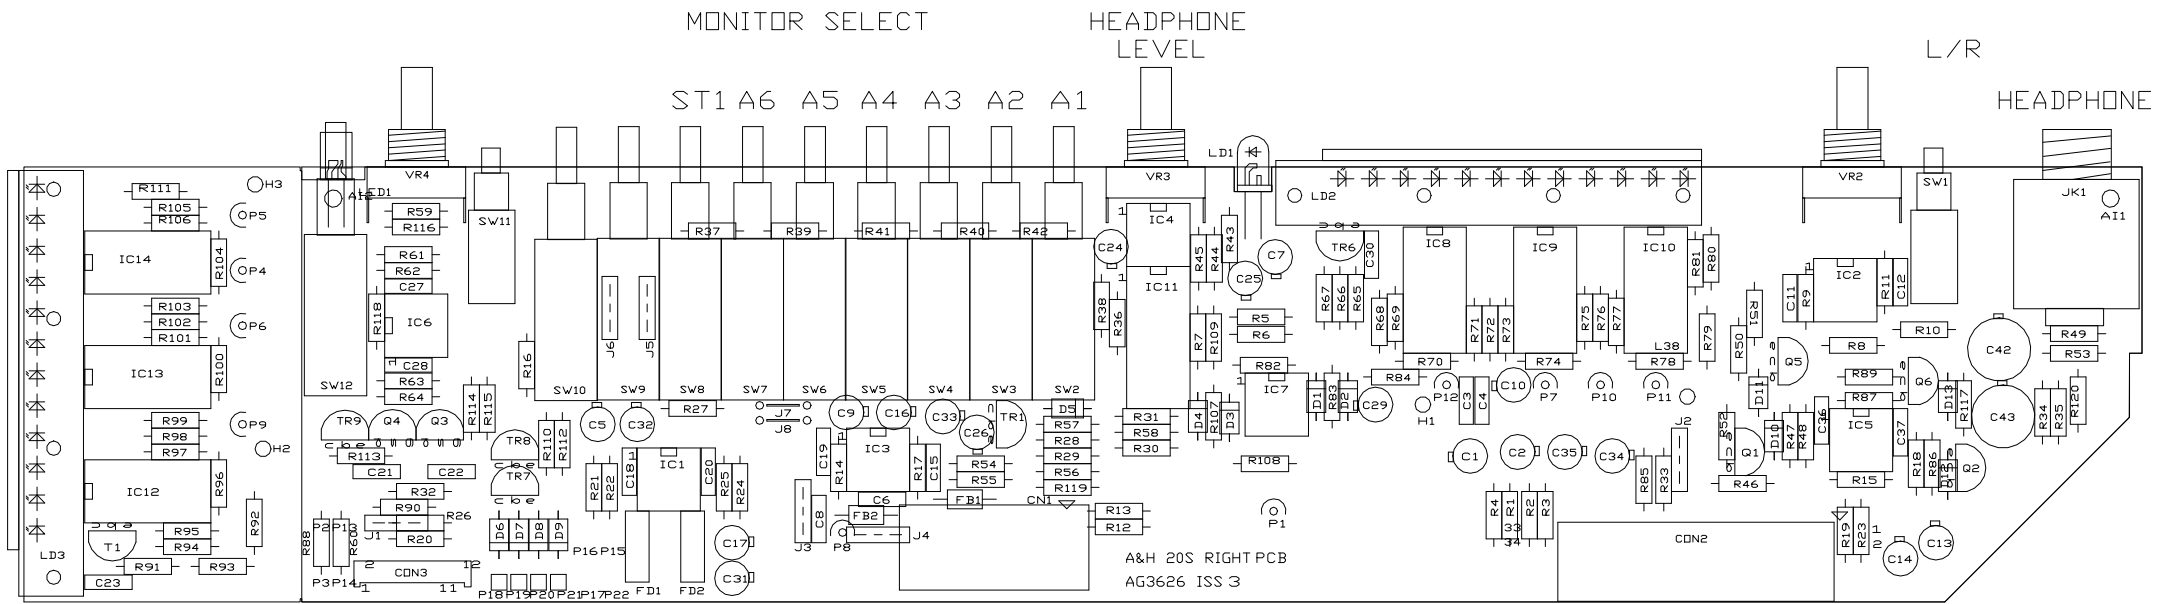 MONITOR SELECT
HEADPHONE
LEVEL
L/R
ST1 A6 A5 A4 A3 A2 A1
HEADPHONE
LD1
VR4
VR3
VR2
SW1
JK1
AI1
H3
R111
R105
R106
P5
LED1
R59
R116
SW11
R37
R39
R41
R40
R42
IC4
LD2
TR6
C30
IC8
IC9
IC10
R81
R80
IC14
R104
P4
R61
R62
C27
R118
IC6
C28
R63
R64
C24
R45
R44
R43
C7
C25
IC11
R38
R36
R67
R66
R65
R68
R69
R71
R72
R73
R75
R76
R77
L38
R79
R51
R50
C11
R9
IC2
R11
C12
R10
R103
R102
R101
P6
J6
J5
R16
R5
R6
R7
R109
R82
R70
R74
R78
R84
R8
Q5
C42
R49
R53
IC13
R100
SW12
SW10
SW9
SW8
SW7
SW6
SW5
SW4
SW3
SW2
IC7
D1
R83
D2
C29
P12
C3
C4
C10
P7
P10
P11
H1
D11
R89
R87
Q6
D13
R117
C43
R34
R35
R120
R99
R98
R97
P9
H2
TR9
Q4
Q3
R114
R115
R113
C21
C22
TR8
TR7
R110
R112
C5
C32
R27
J7
J8
C9
C16
C33
C26
TR1
D5
R57
R28
R29
R56
R119
R31
R58
R30
D4
R107
D3
R108
C1
C2
C35
C34
J2
R85
R33
R52
Q1
D10
R47
R48
C36
IC5
C37
R46
R15
R18
R86
D12
Q2
IC12
R96
R92
R32
R90
R26
J1
R20
R21
R22
C18
IC1
C20
R25
R24
C19
R14
IC3
R17
C15
R54
R55
C6
FB1
FB2
CN1
J3
C8
P8
J4
R13
R12
P1
R4
R1
R2
R3
33
34
CON2
R19
R23
1
2
C14
C13
LD3
T1
R95
R94
R91
R93
C23
R88
P2
P13
R60
P3
P14
CON3
1
2
11
12
D6
D7
D8
D9
P16
P15
P18
P19
P20
P21
P17
P22
FD1
FD2
C17
C31
A&H 20S RIGHT PCB
AG3626 ISS 3